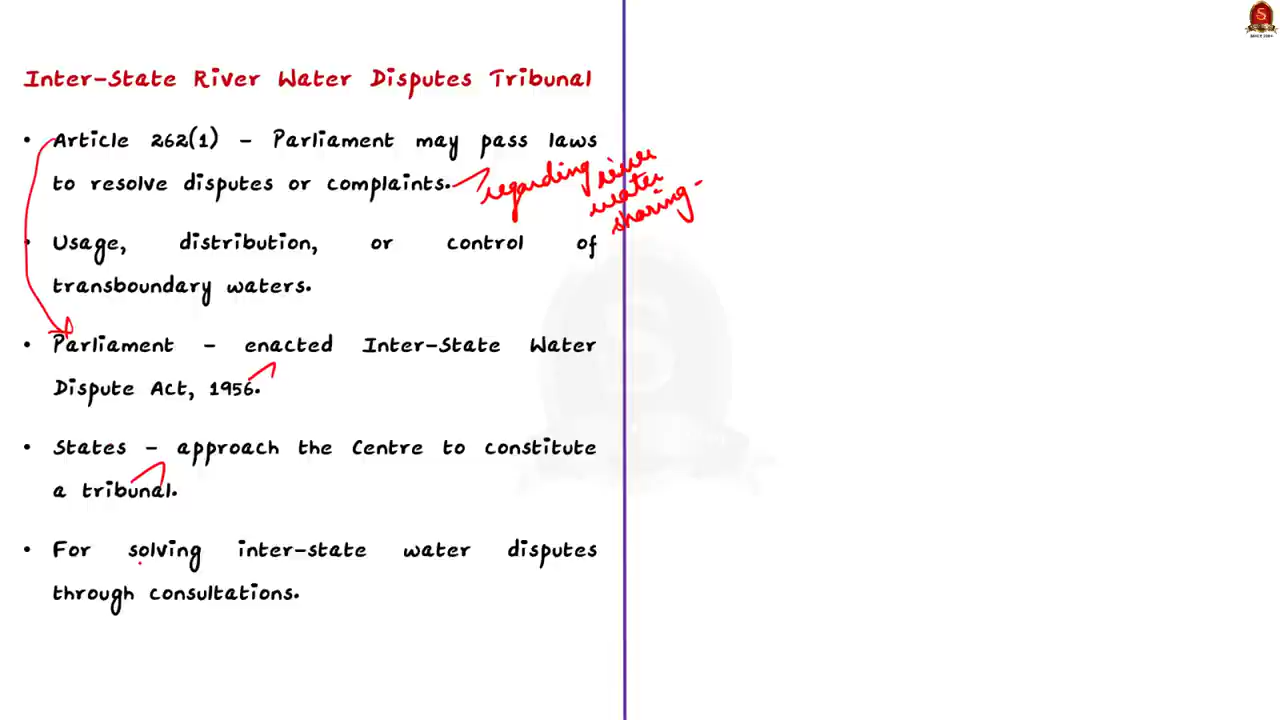 Inter-State River Water Disputes Tribunal
• Article 262(1) – Parliament may pass laws
to resolve disputes or complaints.
regarding river
water
sharing -
• Usage, distribution, or control of
transboundary waters.
• Parliament – enacted Inter-State Water
Dispute Act, 1956.
• States – approach the Centre to constitute
a tribunal.
• For solving inter-state water disputes
through consultations.